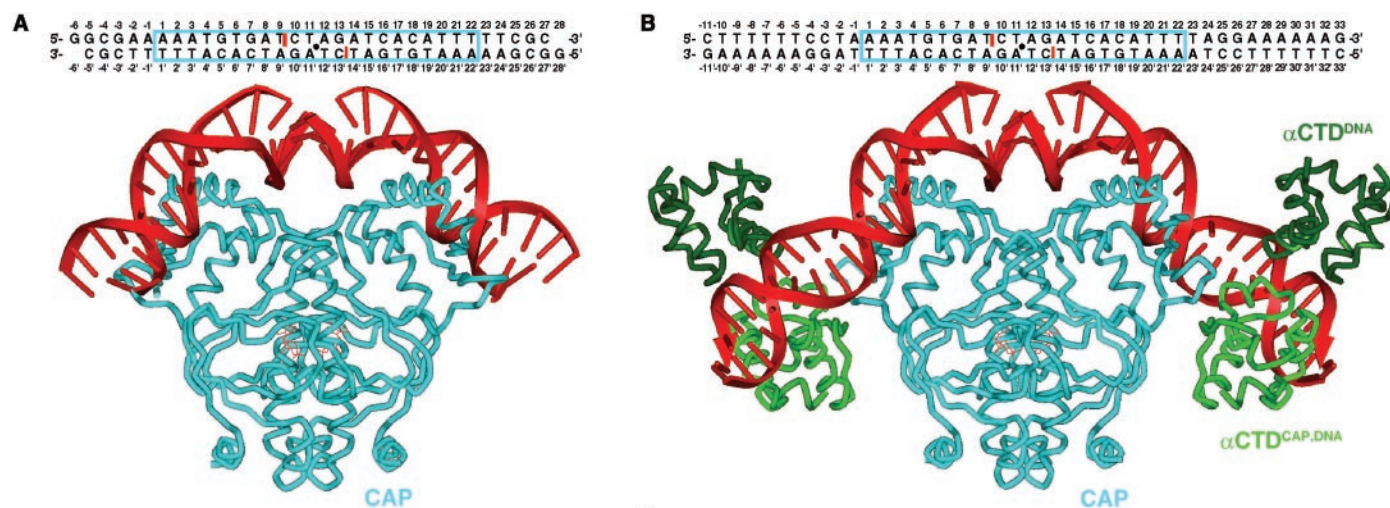 A
-6 -5 -4 -3 -2 -1 1 2 3 4 5 6 7 8 9 10 11 12 13 14 15 16 17 18 19 20 21 22 23 24 25 26 27 28
5'- G G C G A A A A A T G T G A T C T A G A T C A C A T T T T T C G C -3'
3'- C G C T T T T T A C A C T A G A T C T A G T G T A A A A A G C G G -5'
-6' -5' -4' -3' -2' -1' 1' 2' 3' 4' 5' 6' 7' 8' 9' 10' 11' 12' 13' 14' 15' 16' 17' 18' 19' 20' 21' 22' 23' 24' 25' 26' 27' 28'
CAP
B
-11 -10 -9 -8 -7 -6 -5 -4 -3 -2 -1 1 2 3 4 5 6 7 8 9 10 11 12 13 14 15 16 17 18 19 20 21 22 23 24 25 26 27 28 29 30 31 32 33
5'- C T T T T T T C C T A A A A T G T G A T C T A G A T C A C A T T T T A G G A A A A A A G -3'
3'- G A A A A A A G G A T T T T A C A C T A G A T C T A G T G T A A A A T C C T T T T T T C -5'
-11' -10' -9' -8' -7' -6' -5' -4' -3' -2' -1' 1' 2' 3' 4' 5' 6' 7' 8' 9' 10' 11' 12' 13' 14' 15' 16' 17' 18' 19' 20' 21' 22' 23' 24' 25' 26' 27' 28' 29' 30' 31' 32' 33'
αCTD^DNA
αCTD^CAP,DNA
CAP